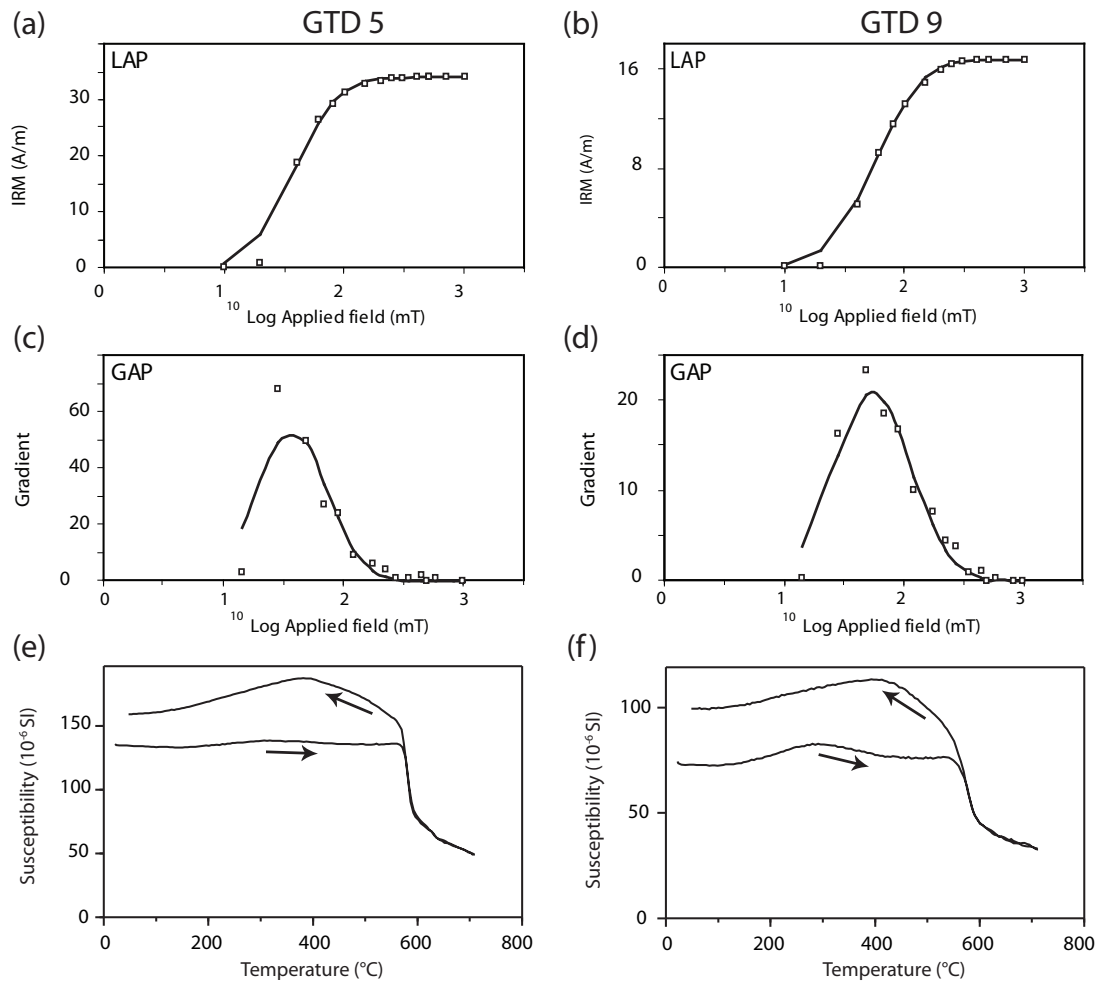 (a) GTD 5
(b) GTD 9
LAP
IRM (A/m)
30
20
10
0
0 1 2 3
10 Log Applied field (mT)
LAP
IRM (A/m)
16
8
0
0 1 2 3
10 Log Applied field (mT)
(c)
GAP
Gradient
60
40
20
0
0 1 2 3
10 Log Applied field (mT)
(d)
GAP
Gradient
20
10
0
0 1 2 3
10 Log Applied field (mT)
(e)
Susceptibility (10-6 SI)
150
100
50
0
0 200 400 600 800
Temperature (°C)
(f)
Susceptibility (10-6 SI)
100
50
0
0 200 400 600 800
Temperature (°C)